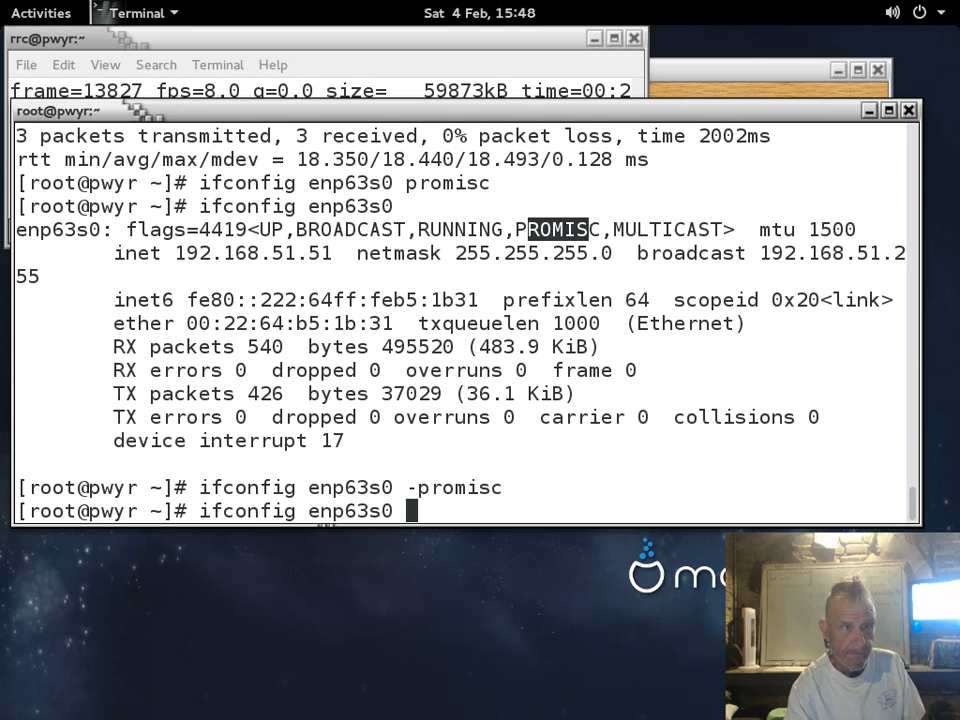 Activities
Terminal
Sat 4 Feb, 15:48
rrc@pwyr:~
File Edit View Search Terminal Help
frame=13827 fps=8.0 q=0.0 size= 59873kB time=00:2
root@pwyr:~
3 packets transmitted, 3 received, 0% packet loss, time 2002ms
rtt min/avg/max/mdev = 18.350/18.440/18.493/0.128 ms
[root@pwyr ~]# ifconfig enp63s0 promisc
[root@pwyr ~]# ifconfig enp63s0
enp63s0: flags=4419<UP,BROADCAST,RUNNING,PROMISC,MULTICAST> mtu 1500
inet 192.168.51.51 netmask 255.255.255.0 broadcast 192.168.51.2
55
inet6 fe80::222:64ff:feb5:1b31 prefixlen 64 scopeid 0x20<link>
ether 00:22:64:b5:1b:31 txqueuelen 1000 (Ethernet)
RX packets 540 bytes 495520 (483.9 KiB)
RX errors 0 dropped 0 overruns 0 frame 0
TX packets 426 bytes 37029 (36.1 KiB)
TX errors 0 dropped 0 overruns 0 carrier 0 collisions 0
device interrupt 17
[root@pwyr ~]# ifconfig enp63s0 -promisc
[root@pwyr ~]# ifconfig enp63s0